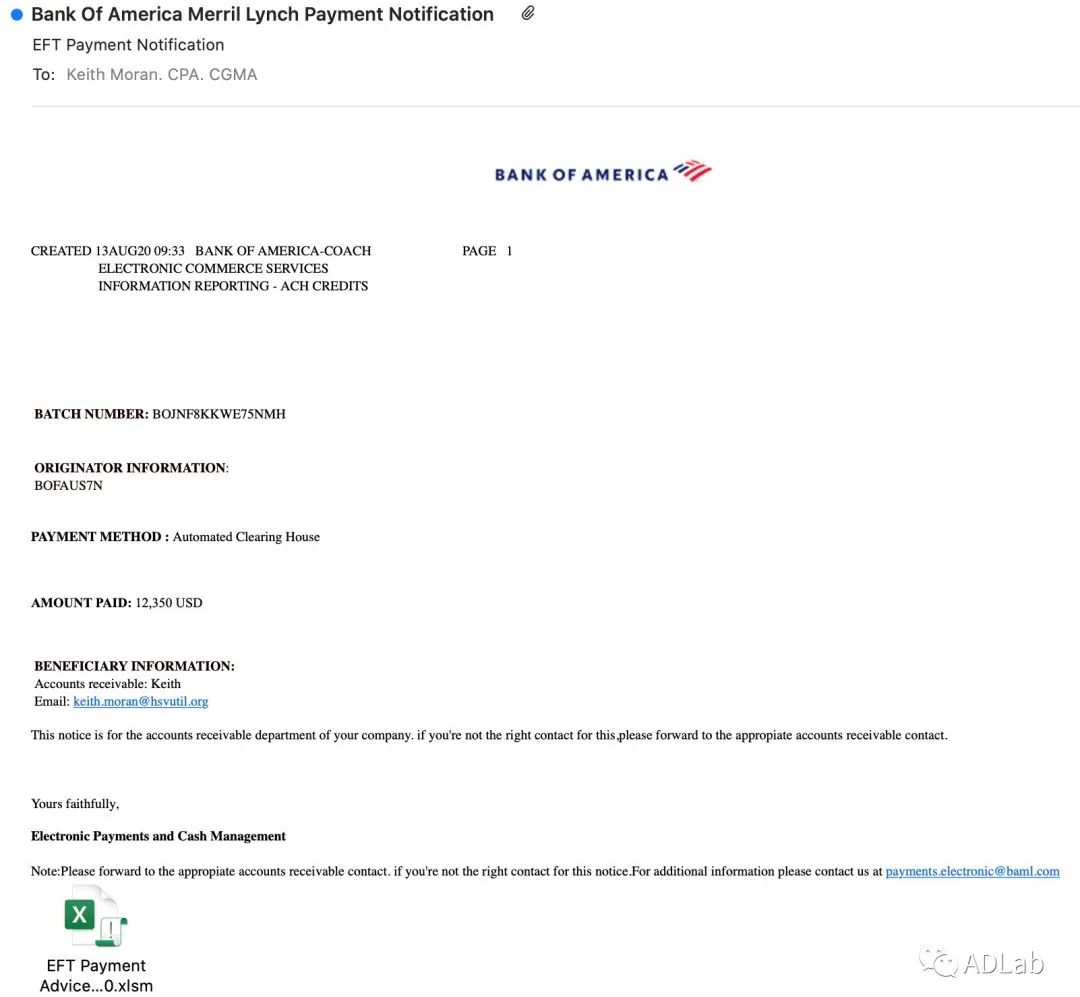 Bank Of America Merril Lynch Payment Notification
EFT Payment Notification
To: Keith Moran. CPA. CGMA
BANK OF AMERICA
CREATED 13AUG20 09:33 BANK OF AMERICA-COACH PAGE 1
ELECTRONIC COMMERCE SERVICES
INFORMATION REPORTING - ACH CREDITS
BATCH NUMBER: BOJNF8KKWE75NMH
ORIGINATOR INFORMATION:
BOFAUS7N
PAYMENT METHOD : Automated Clearing House
AMOUNT PAID: 12,350 USD
BENEFICIARY INFORMATION:
Accounts receivable: Keith
Email: keith.moran@hsvutil.org
This notice is for the accounts receivable department of your company. if you're not the right contact for this,please forward to the appropiate accounts receivable contact.
Yours faithfully,
Electronic Payments and Cash Management
Note:Please forward to the appropiate accounts receivable contact. if you're not the right contact for this notice.For additional information please contact us at payments.electronic@baml.com
X
!
EFT Payment
Advice...0.xlsm
ADLab